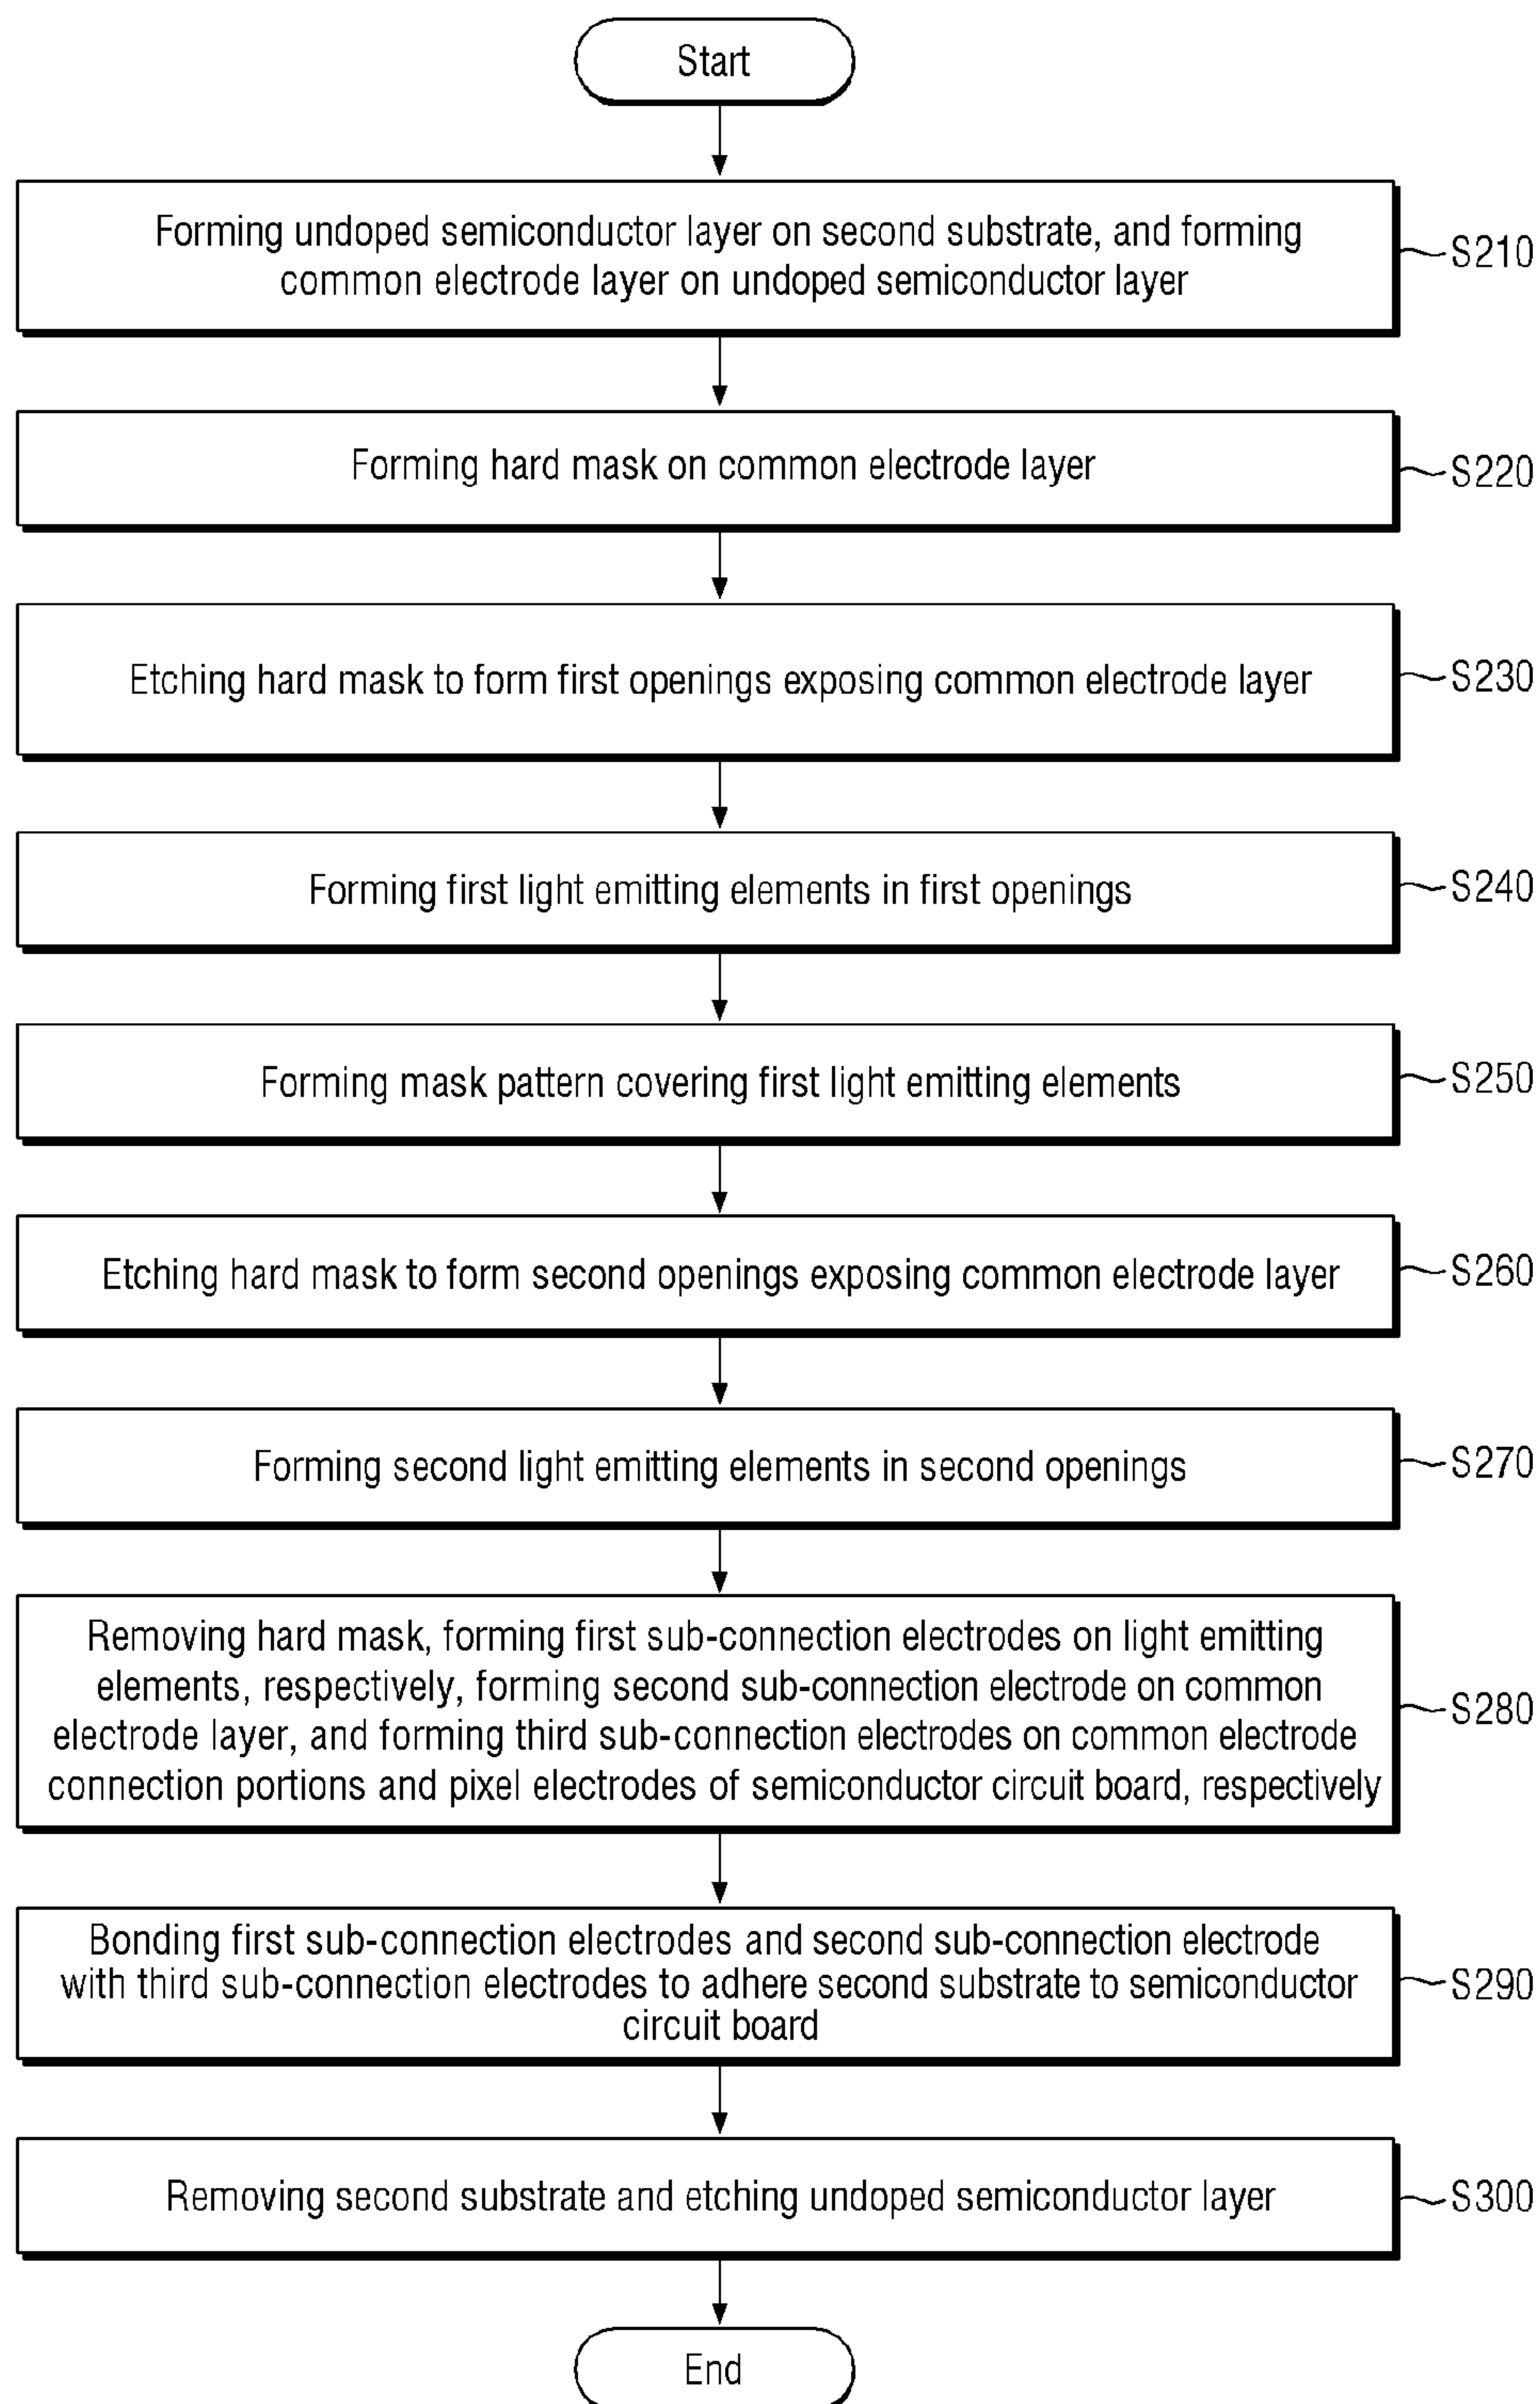 Start
Forming undoped semiconductor layer on second substrate, and forming
common electrode layer on undoped semiconductor layer
S210
Forming hard mask on common electrode layer
S220
Etching hard mask to form first openings exposing common electrode layer
S230
Forming first light emitting elements in first openings
S240
Forming mask pattern covering first light emitting elements
S250
Etching hard mask to form second openings exposing common electrode layer
S260
Forming second light emitting elements in second openings
S270
Removing hard mask, forming first sub-connection electrodes on light emitting
elements, respectively, forming second sub-connection electrode on common
electrode layer, and forming third sub-connection electrodes on common electrode
connection portions and pixel electrodes of semiconductor circuit board, respectively
S280
Bonding first sub-connection electrodes and second sub-connection electrode
with third sub-connection electrodes to adhere second substrate to semiconductor
circuit board
S290
Removing second substrate and etching undoped semiconductor layer
S300
End